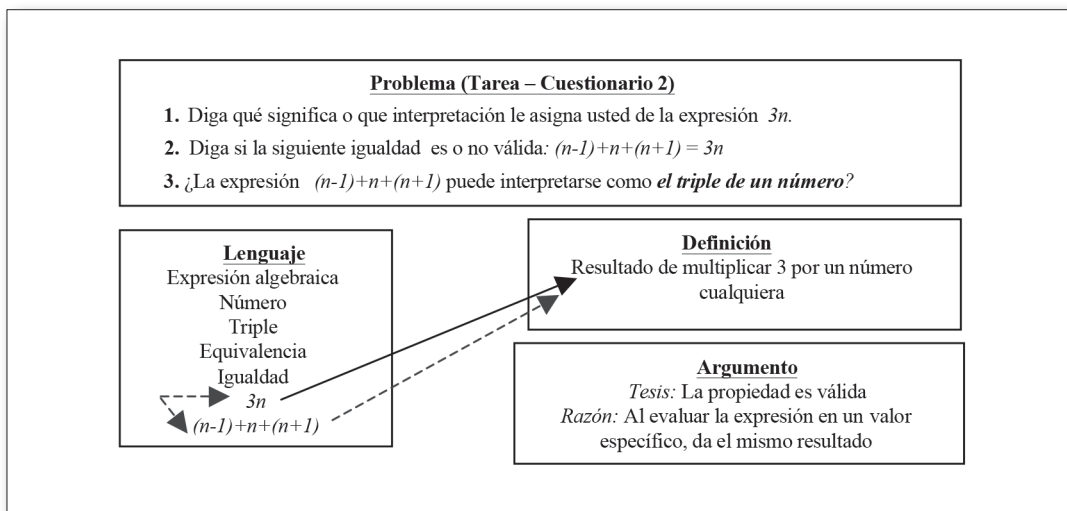 Problema (Tarea – Cuestionario 2)
1. Diga qué significa o que interpretación le asigna usted de la expresión 3n.
2. Diga si la siguiente igualdad es o no válida: (n-1)+n+(n+1) = 3n
3. ¿La expresión (n-1)+n+(n+1) puede interpretarse como el triple de un número?
Lenguaje
Expresión algebraica
Número
Triple
Equivalencia
Igualdad
3n
(n-1)+n+(n+1)
Definición
Resultado de multiplicar 3 por un número
cualquiera
Argumento
Tesis: La propiedad es válida
Razón: Al evaluar la expresión en un valor
específico, da el mismo resultado